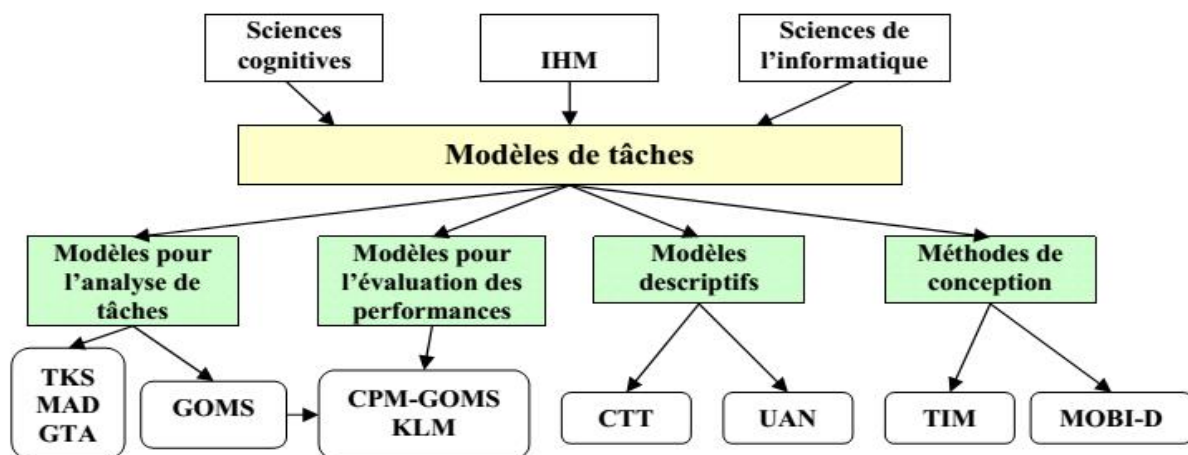 Sciences
cognitives
IHM
Sciences de
l'informatique
Modèles de tâches
Modèles pour
l'analyse de
tâches
Modèles pour
l'évaluation des
performances
Modèles
descriptifs
Méthodes de
conception
TKS
MAD
GTA
GOMS
CPM-GOMS
KLM
CTT
UAN
TIM
MOBI-D